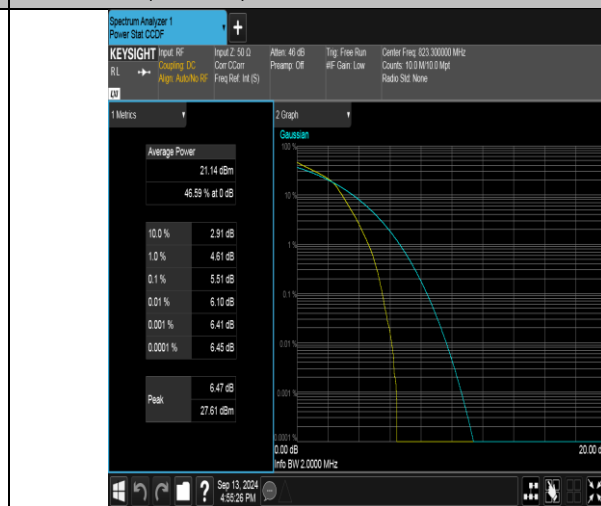 Spectrum Analyzer 1
Power Stat CCDF
+
KEYSIGHT Input: RF
Coupling: DC
Align: Auto/No RF
RL
Input Z: 50 Ω
Corr CCorr
Freq Ref: Int (S)
Atten: 46 dB
Preamp: Off
Trig: Free Run
#IF Gain: Low
Center Freq: 823.300000 MHz
Counts: 10.0 M/10.0 Mpt
Radio Std: None
LXI
1 Metrics
Average Power
21.14 dBm
46.59 % at 0 dB
10.0 % 2.91 dB
1.0 % 4.61 dB
0.1 % 5.51 dB
0.01 % 6.10 dB
0.001 % 6.41 dB
0.0001 % 6.45 dB
Peak
6.47 dB
27.61 dBm
2 Graph
Gaussian
100 %
10 %
1 %
0.1 %
0.01 %
0.001 %
0.0001 %
0.00 dB
20.00 d
Info BW 2.0000 MHz
?
Sep 13, 2024
4:55:26 PM